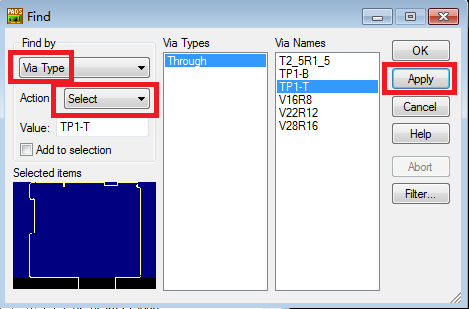 PADS
Find
Find by
Via Type
Action
Select
Value: TP1-T
Add to selection
Selected items
Via Types
Through
Via Names
T2_5R1_5
TP1-B
TP1-T
V16R8
V22R12
V28R16
OK
Apply
Cancel
Help
Abort
Filter...